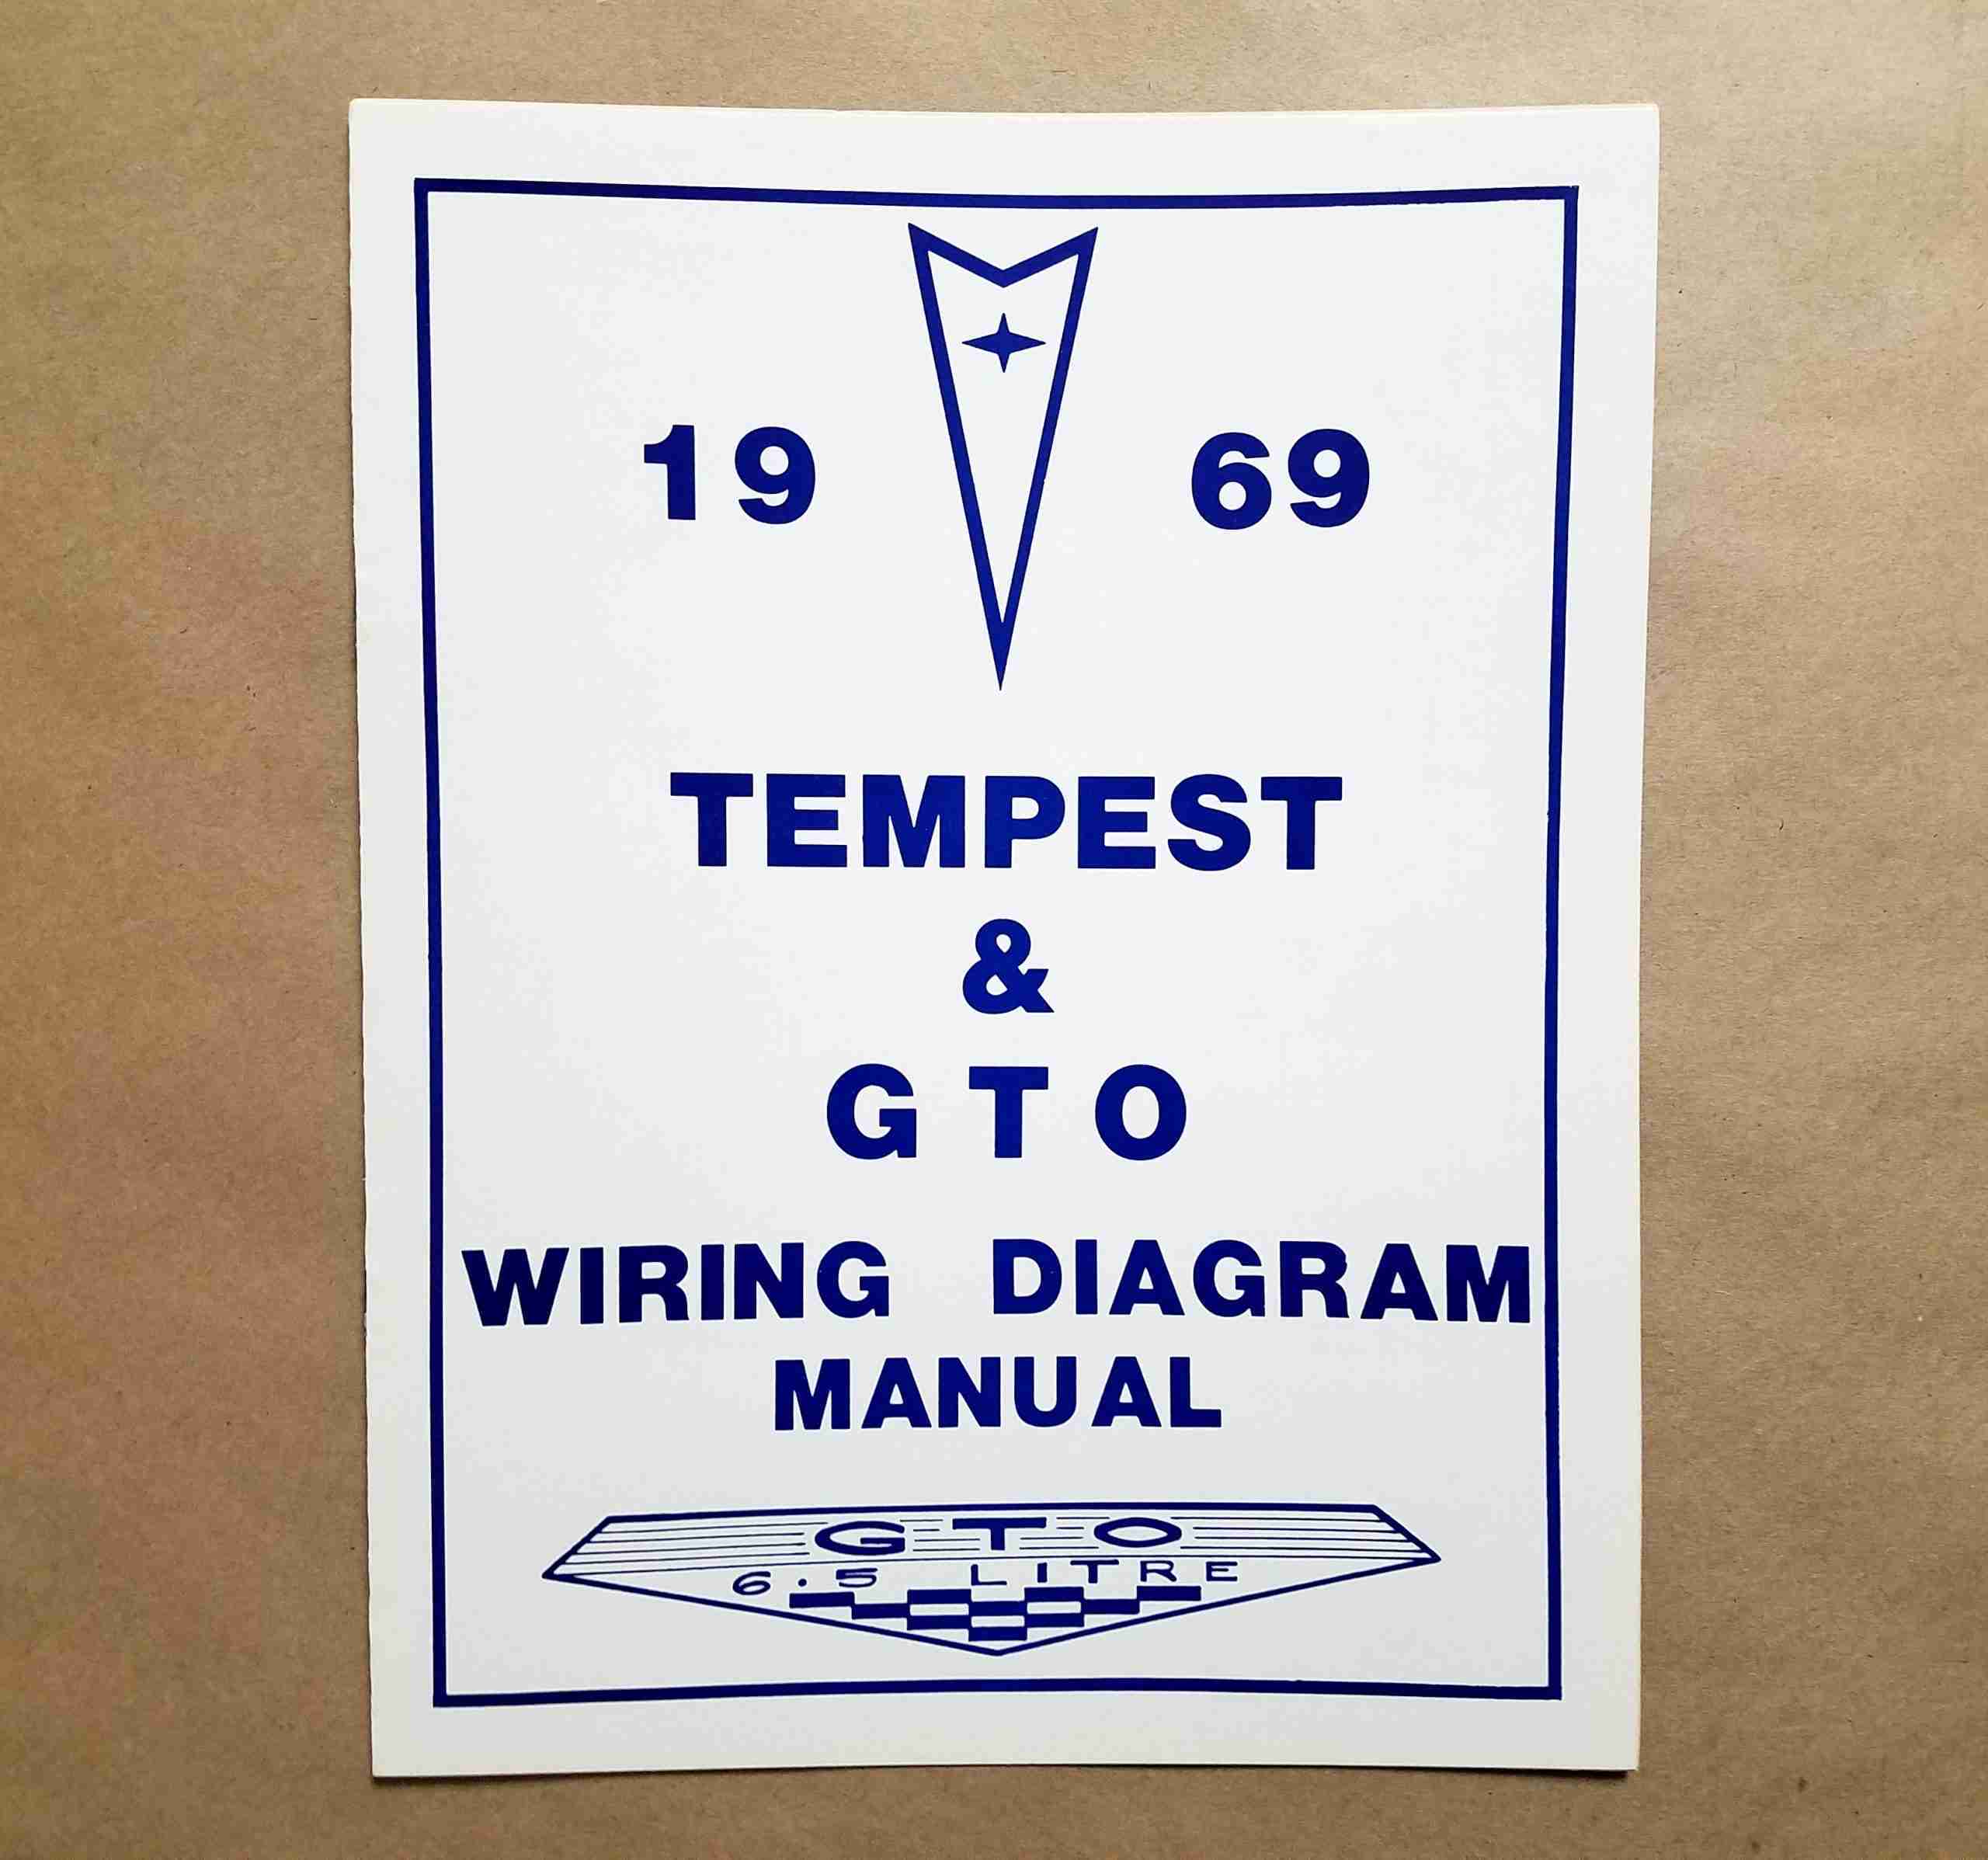 19 69
TEMPEST
&
GTO
WIRING DIAGRAM
MANUAL
GTO
6.5 LITRE